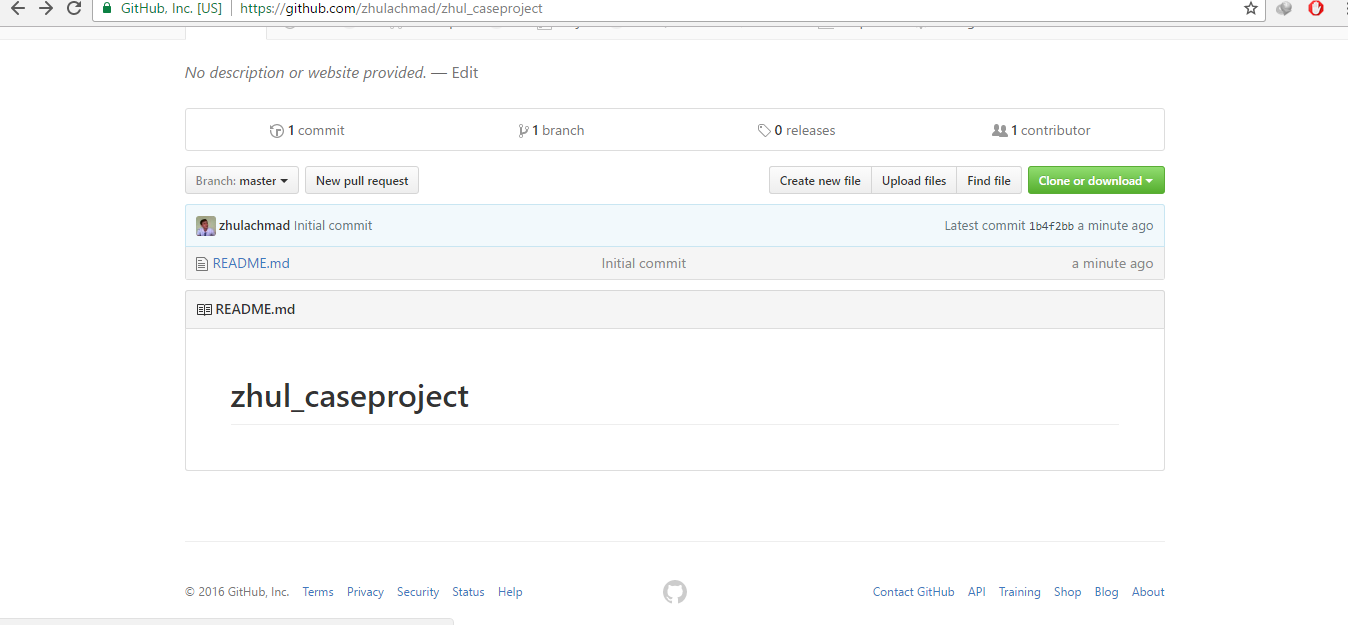 GitHub, Inc. [US] https://github.com/zhulachmad/zhul_caseproject
No description or website provided. — Edit
1 commit 1 branch 0 releases 1 contributor
Branch: master New pull request Create new file Upload files Find file Clone or download
zhulachmad Initial commit Latest commit 1b4f2bb a minute ago
README.md Initial commit a minute ago
README.md
zhul_caseproject
© 2016 GitHub, Inc. Terms Privacy Security Status Help Contact GitHub API Training Shop Blog About